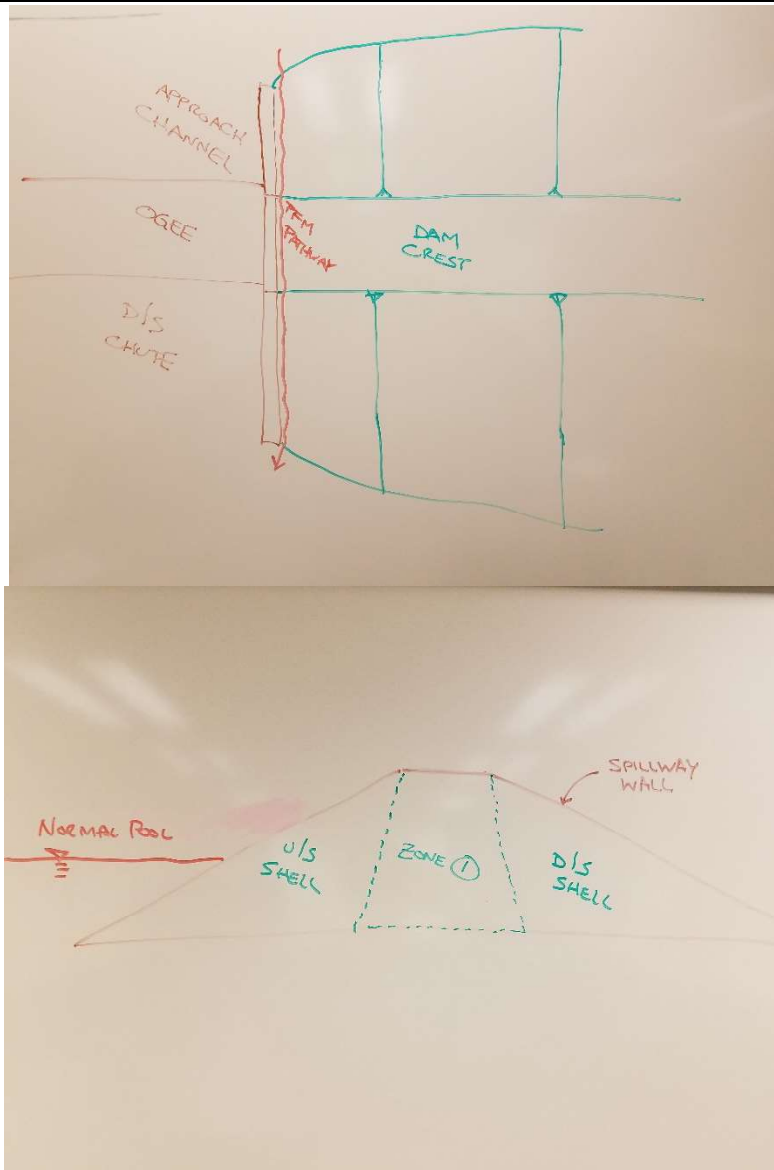 APPROACH
CHANNEL
OGEE
PFM
PATHWAY
DAM
CREST
D/S
CHUTE
SPILLWAY
WALL
NORMAL POOL
U/S
SHELL
ZONE 1
D/S
SHELL